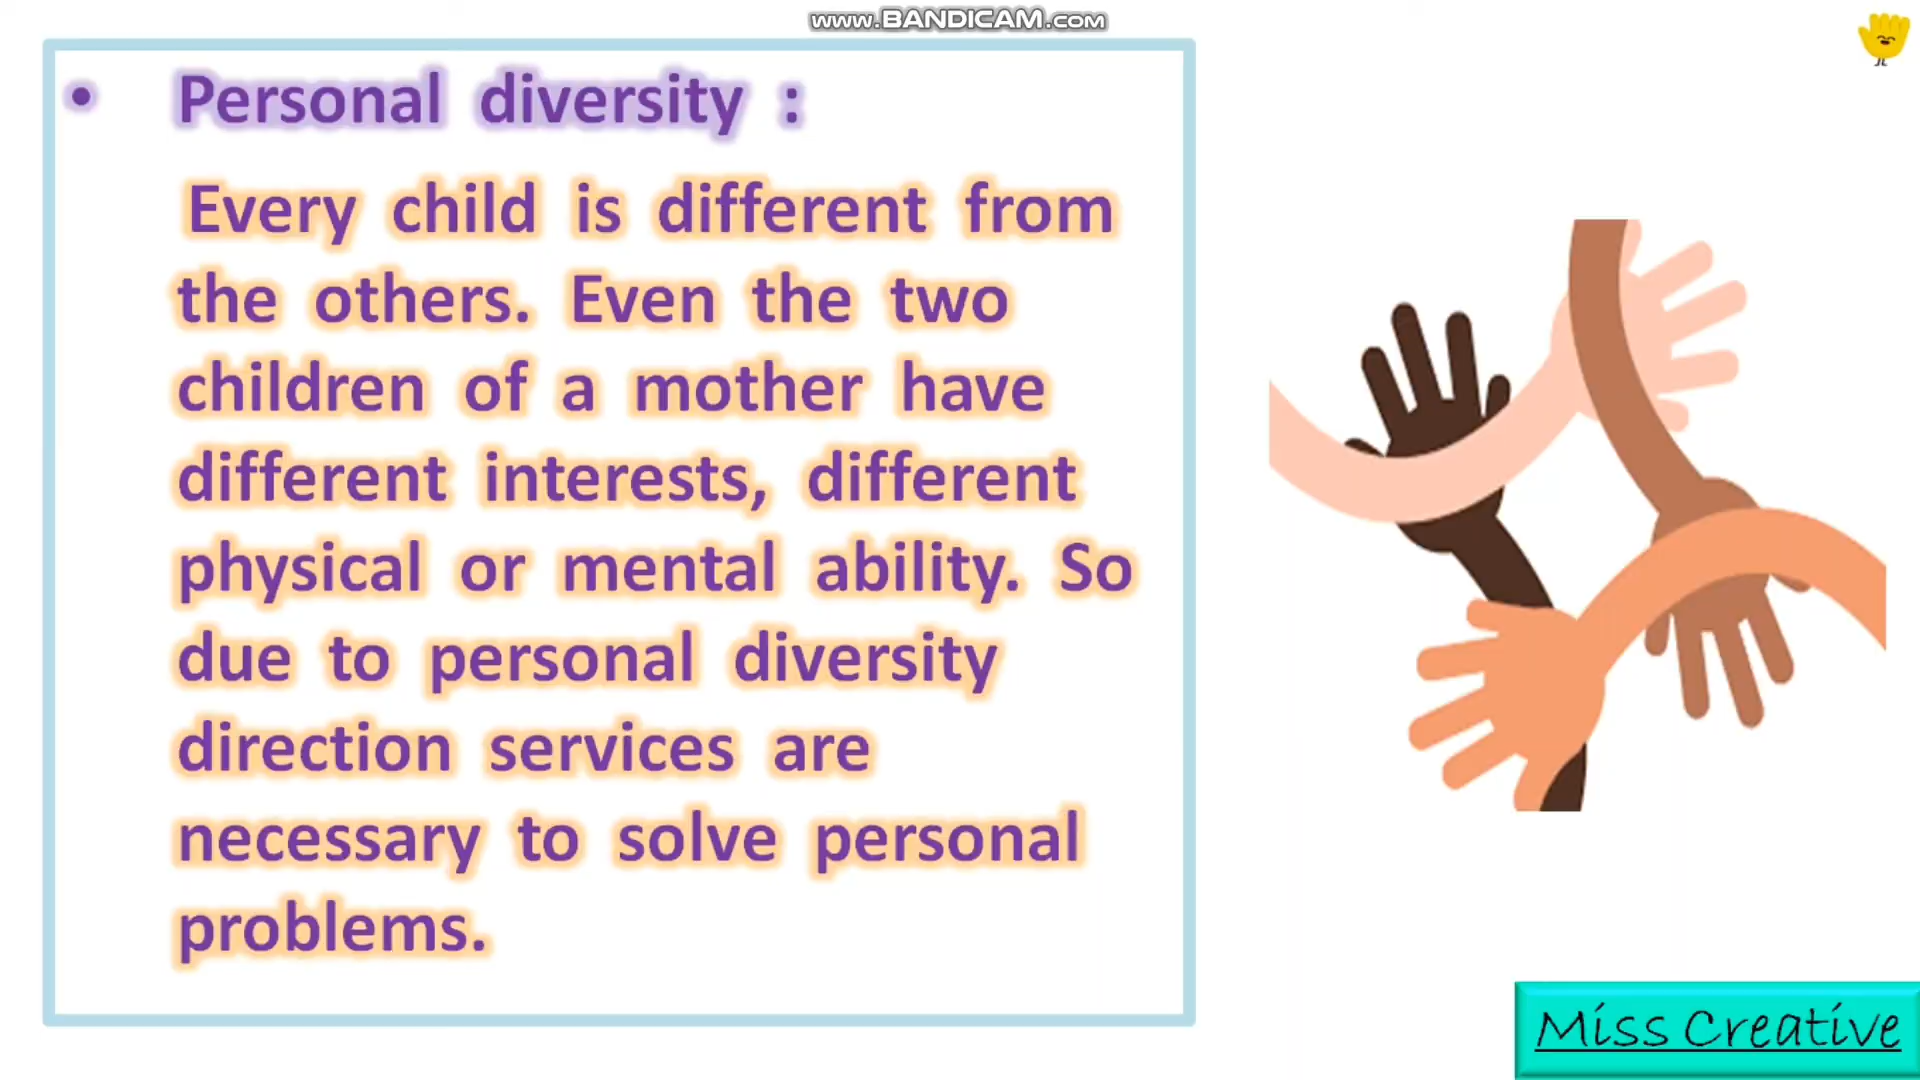 www.BANDICAM.com
• Personal diversity :
Every child is different from
the others. Even the two
children of a mother have
different interests, different
physical or mental ability. So
due to personal diversity
direction services are
necessary to solve personal
problems.
Miss Creative